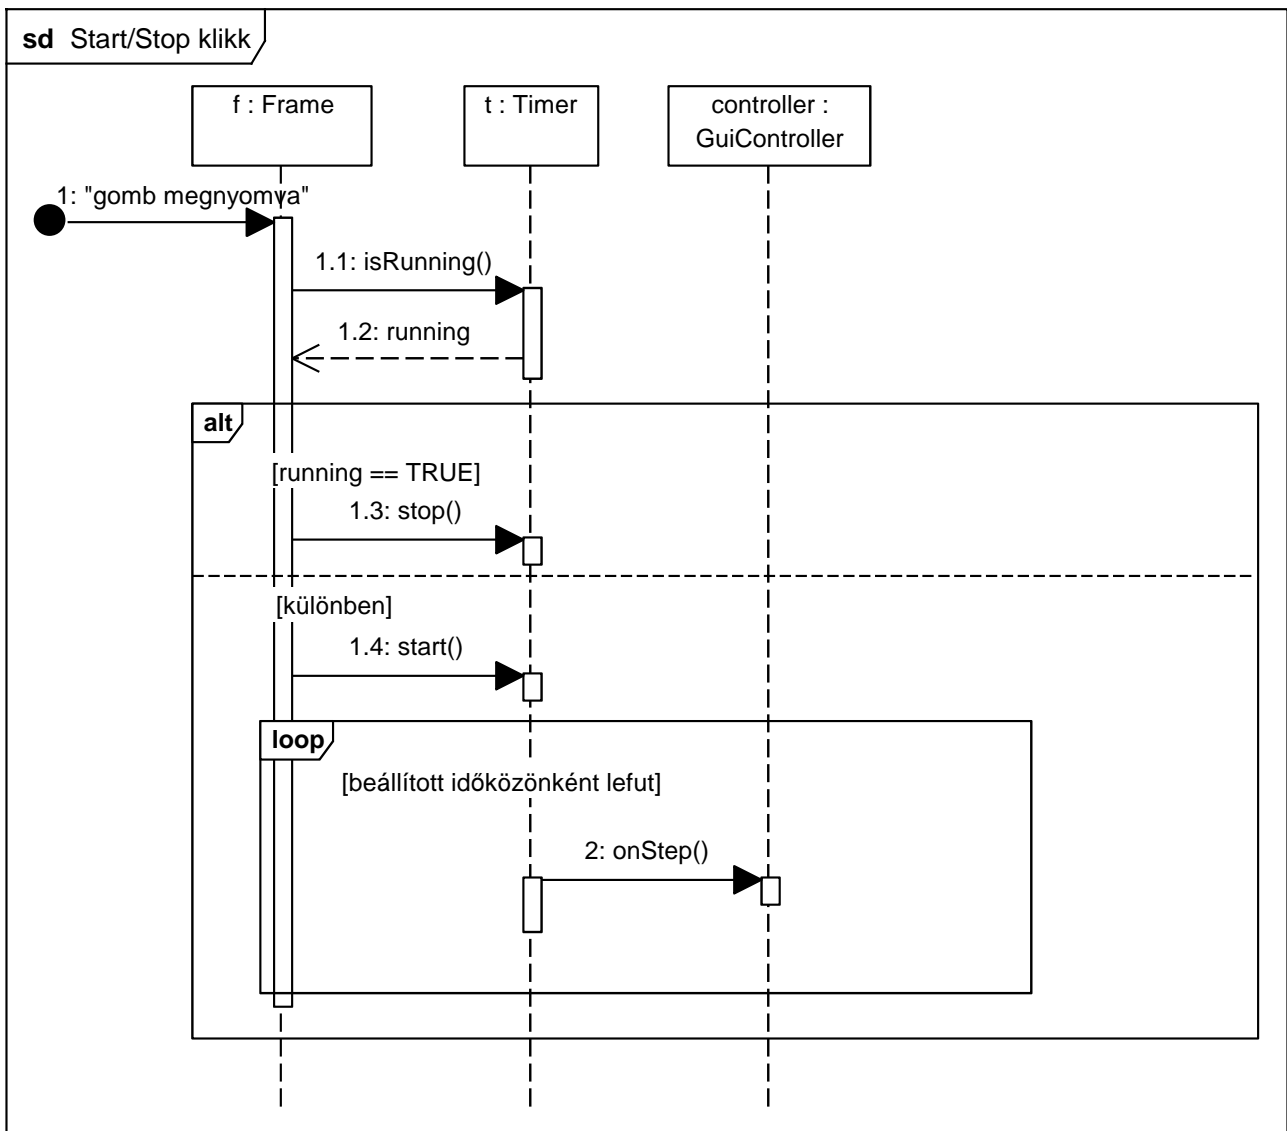 sd Start/Stop klikk
f : Frame
t : Timer
controller :
GuiController
1: "gomb megnyomva"
1.1: isRunning()
1.2: running
alt
[running == TRUE]
1.3: stop()
[különben]
1.4: start()
loop
[beállított időközönként lefut]
2: onStep()